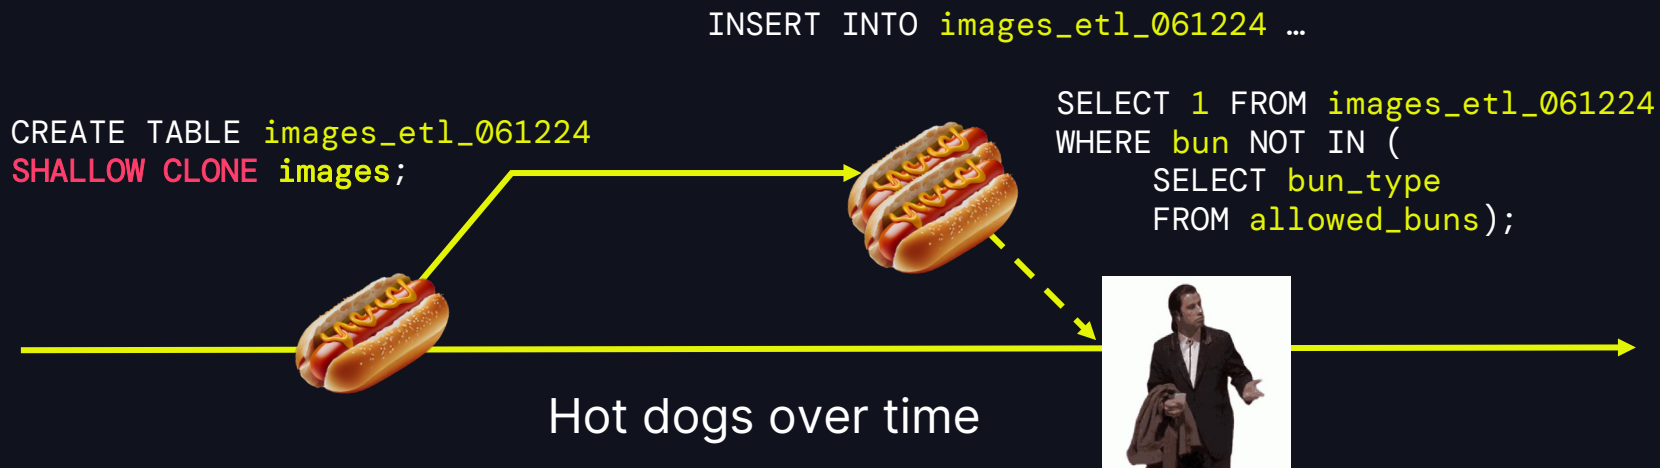 INSERT INTO images_etl_061224 …
CREATE TABLE images_etl_061224
SHALLOW CLONE images;
SELECT 1 FROM images_etl_061224
WHERE bun NOT IN (
SELECT bun_type
FROM allowed_buns);
Hot dogs over time